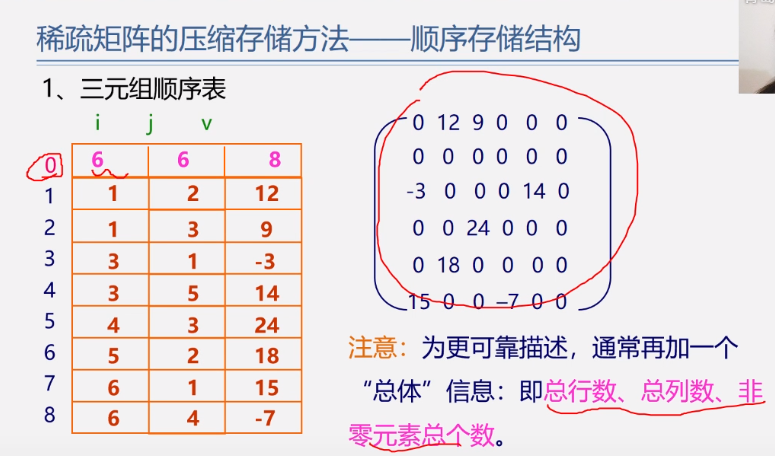 稀疏矩阵的压缩存储方法——顺序存储结构
1、三元组顺序表
i j v
0 6 6 8
1 1 2 12
2 1 3 9
3 3 1 -3
4 3 5 14
5 4 3 24
6 5 2 18
7 6 1 15
8 6 4 -7
0 12 9 0 0 0
0 0 0 0 0 0
-3 0 0 0 14 0
0 0 24 0 0 0
0 18 0 0 0 0
15 0 0 –7 0 0
注意：为更可靠描述，通常再加一个
“总体”信息：即总行数、总列数、非
零元素总个数。